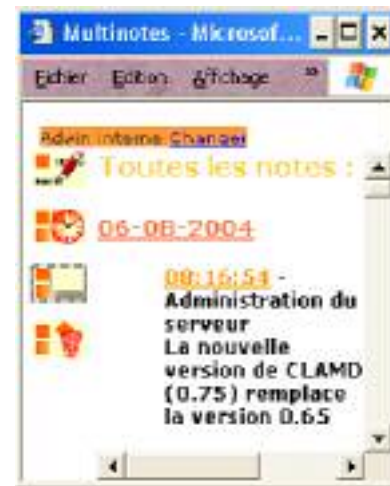 Multinotes - Microsof...
Fichier Edition Affichage »
Admin interne Changer
Toutes les notes :
06-08-2004
08:16:54 -
Administration du
serveur
La nouvelle
version de CLAMD
(0.75) remplace
la version 0.65